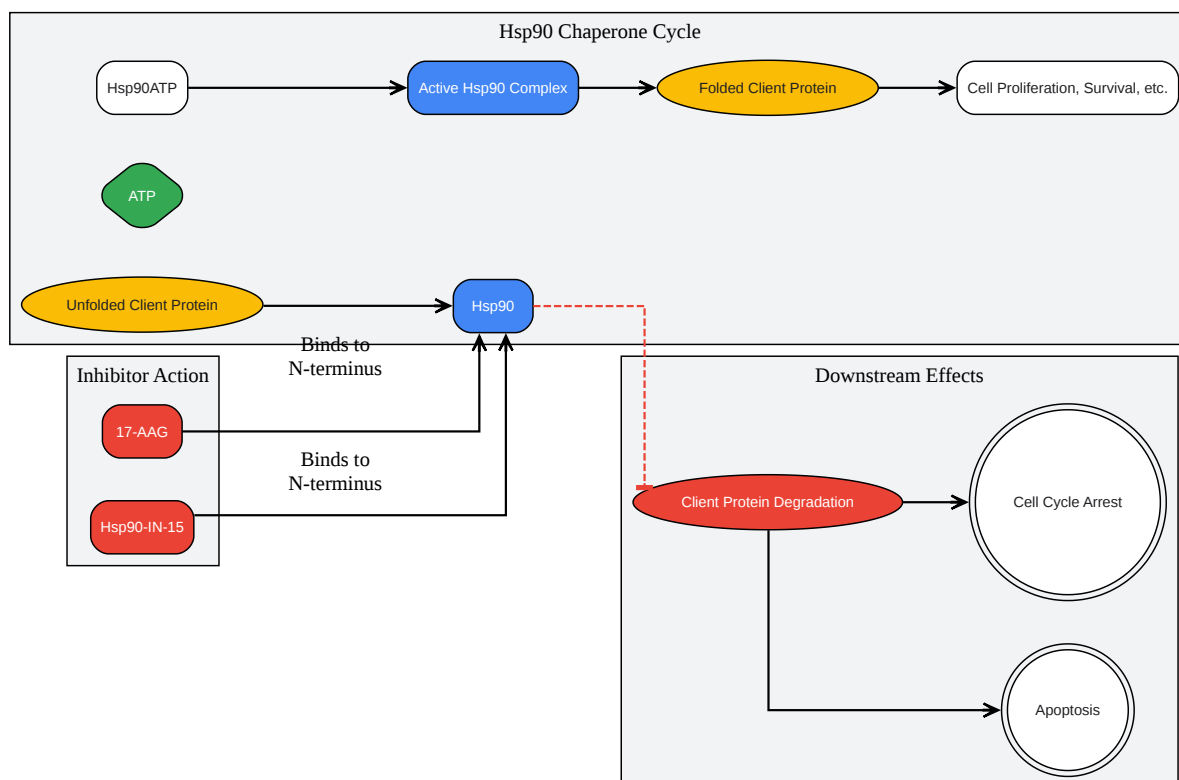 Hsp90 Chaperone Cycle
Hsp90ATP
Active Hsp90 Complex
Folded Client Protein
Cell Proliferation, Survival, etc.
ATP
Unfolded Client Protein
Hsp90
Binds to
N-terminus
Inhibitor Action
17-AAG
Binds to
N-terminus
Hsp90-IN-15
Downstream Effects
Client Protein Degradation
Cell Cycle Arrest
Apoptosis